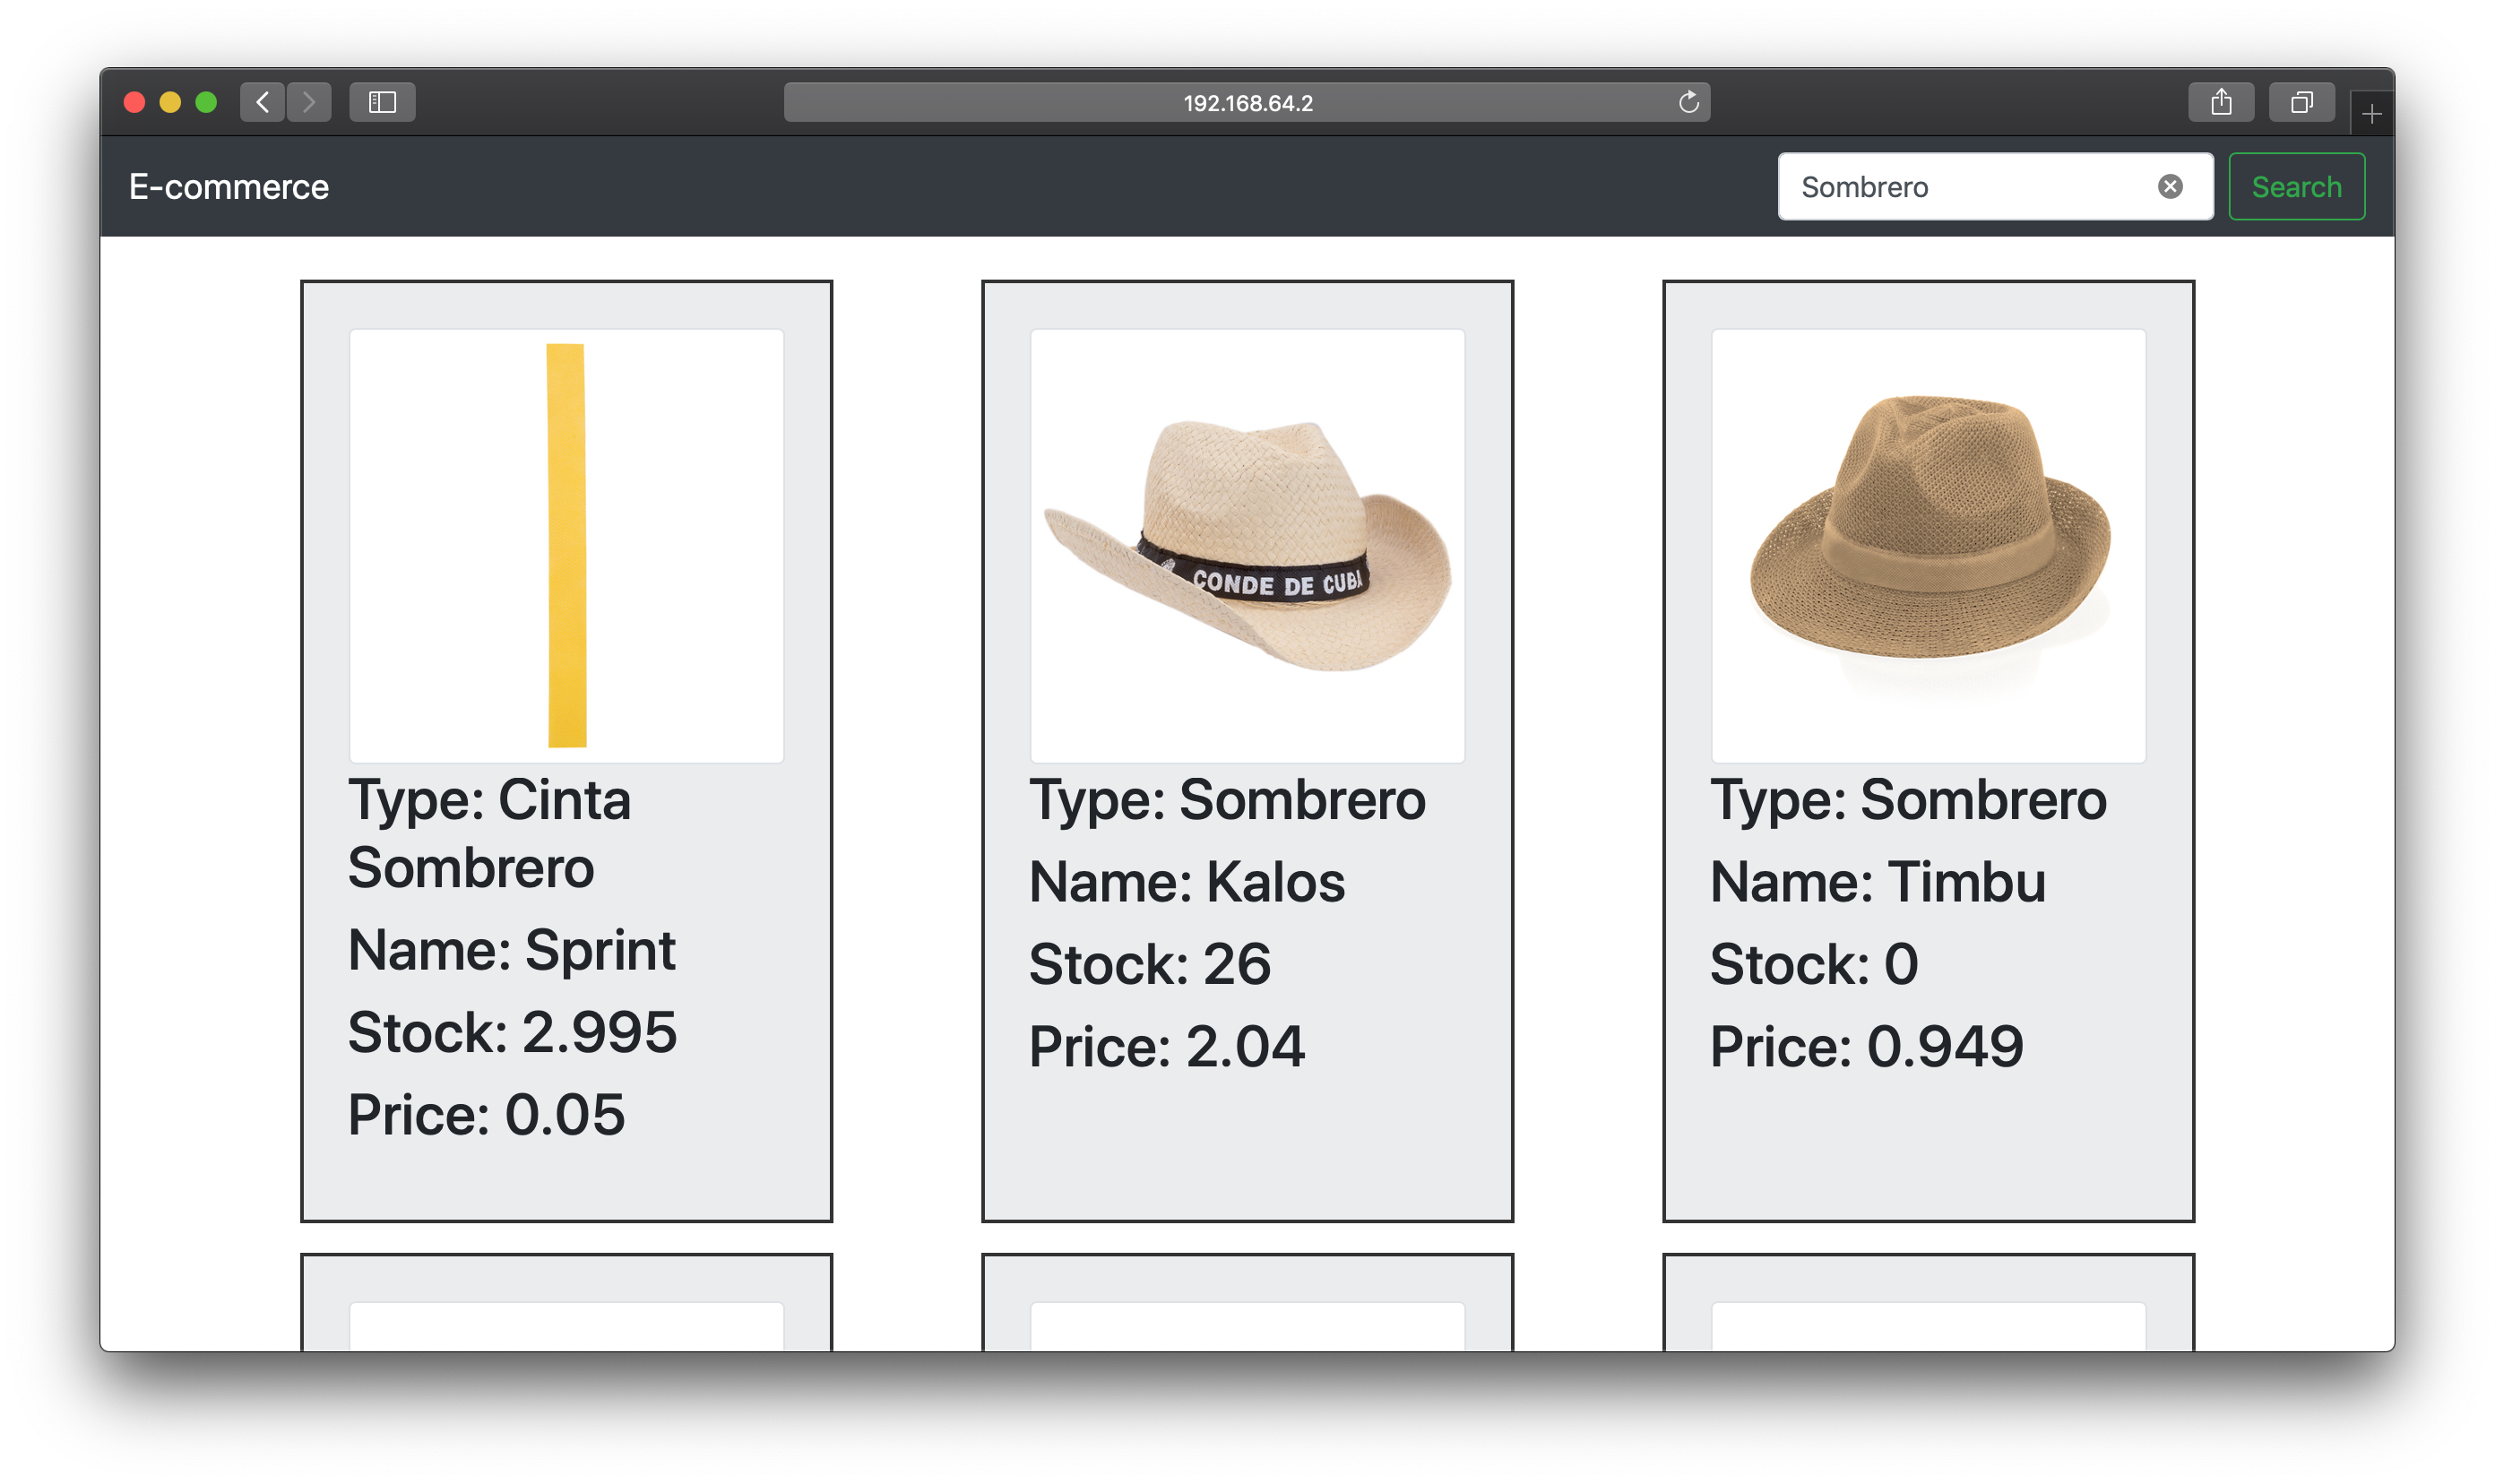 192.168.64.2
E-commerce
Sombrero
Search
CONDE DE CUBA
Type: Cinta
Sombrero
Name: Sprint
Stock: 2.995
Price: 0.05
Type: Sombrero
Name: Kalos
Stock: 26
Price: 2.04
Type: Sombrero
Name: Timbu
Stock: 0
Price: 0.949